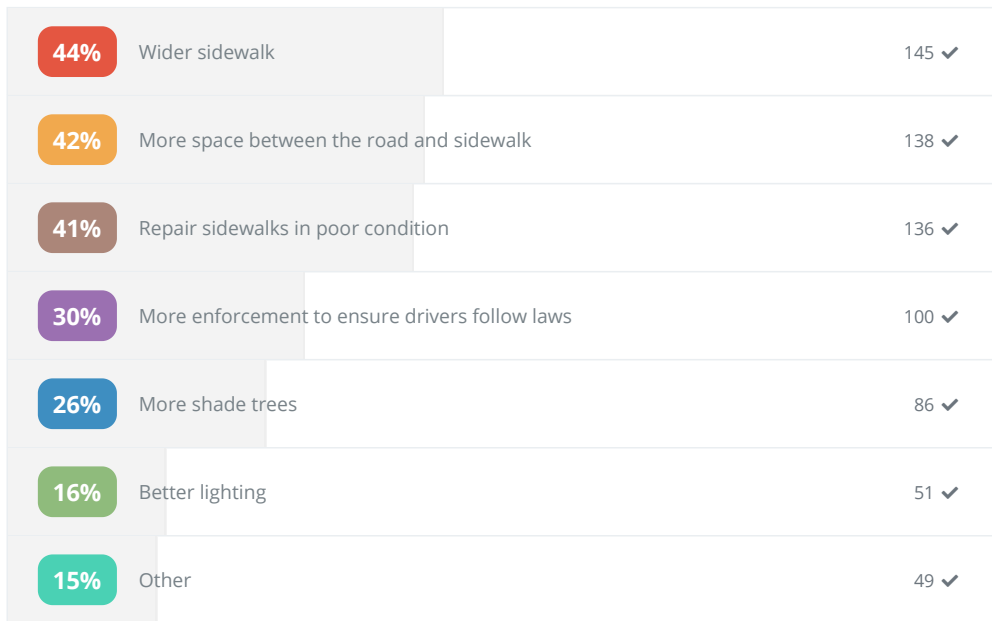 44% Wider sidewalk 145
42% More space between the road and sidewalk 138
41% Repair sidewalks in poor condition 136
30% More enforcement to ensure drivers follow laws 100
26% More shade trees 86
16% Better lighting 51
15% Other 49